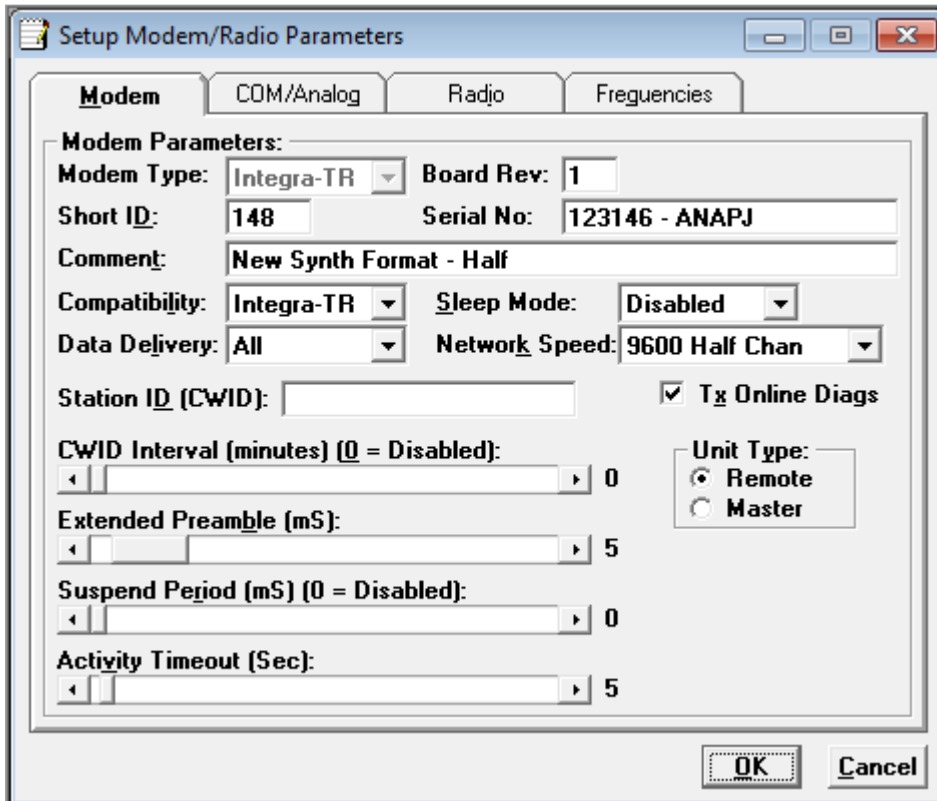 Setup Modem/Radio Parameters
Modem COM/Analog Radio Freguencies
Modem Parameters:
Modem Type: Integra-TR Board Rev: 1
Short ID: 148 Serial No: 123146 - ANAPJ
Comment: New Synth Format - Half
Compatibility: Integra-TR Sleep Mode: Disabled
Data Delivery: All Network Speed: 9600 Half Chan
Station ID (CWID): Tx Online Diags
CWID Interval (minutes) (0 = Disabled): Unit Type:
0 Remote
Master
Extended Preamble (mS):
5
Suspend Period (mS) (0 = Disabled):
0
Activity Timeout (Sec):
5
OK Cancel